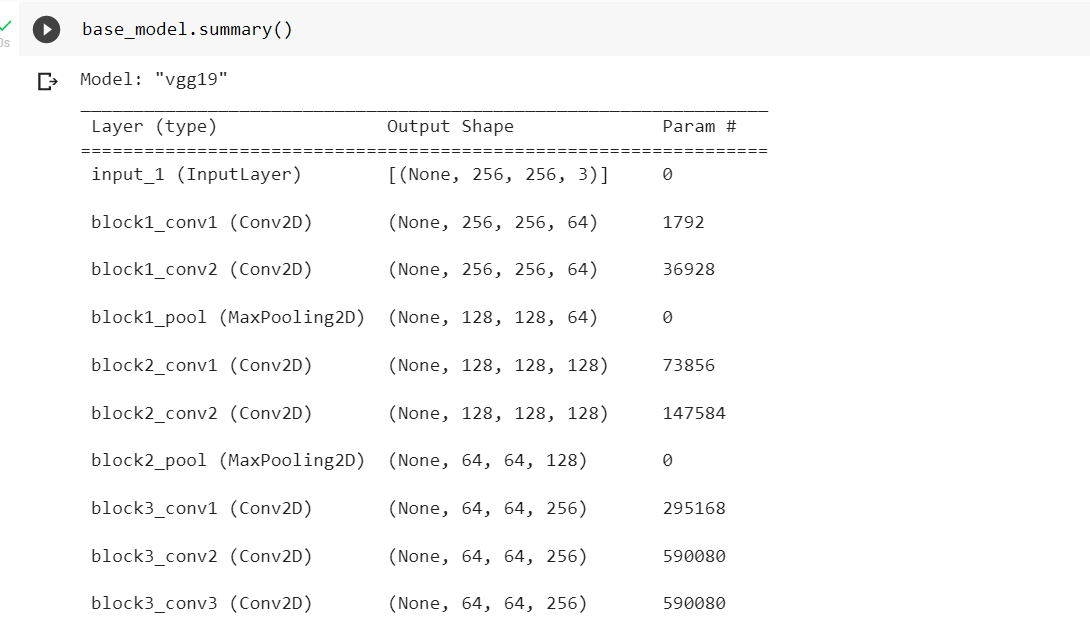 base_model.summary()
0s
Model: "vgg19"
Layer (type) Output Shape Param #
input_1 (InputLayer) [(None, 256, 256, 3)] 0
block1_conv1 (Conv2D) (None, 256, 256, 64) 1792
block1_conv2 (Conv2D) (None, 256, 256, 64) 36928
block1_pool (MaxPooling2D) (None, 128, 128, 64) 0
block2_conv1 (Conv2D) (None, 128, 128, 128) 73856
block2_conv2 (Conv2D) (None, 128, 128, 128) 147584
block2_pool (MaxPooling2D) (None, 64, 64, 128) 0
block3_conv1 (Conv2D) (None, 64, 64, 256) 295168
block3_conv2 (Conv2D) (None, 64, 64, 256) 590080
block3_conv3 (Conv2D) (None, 64, 64, 256) 590080